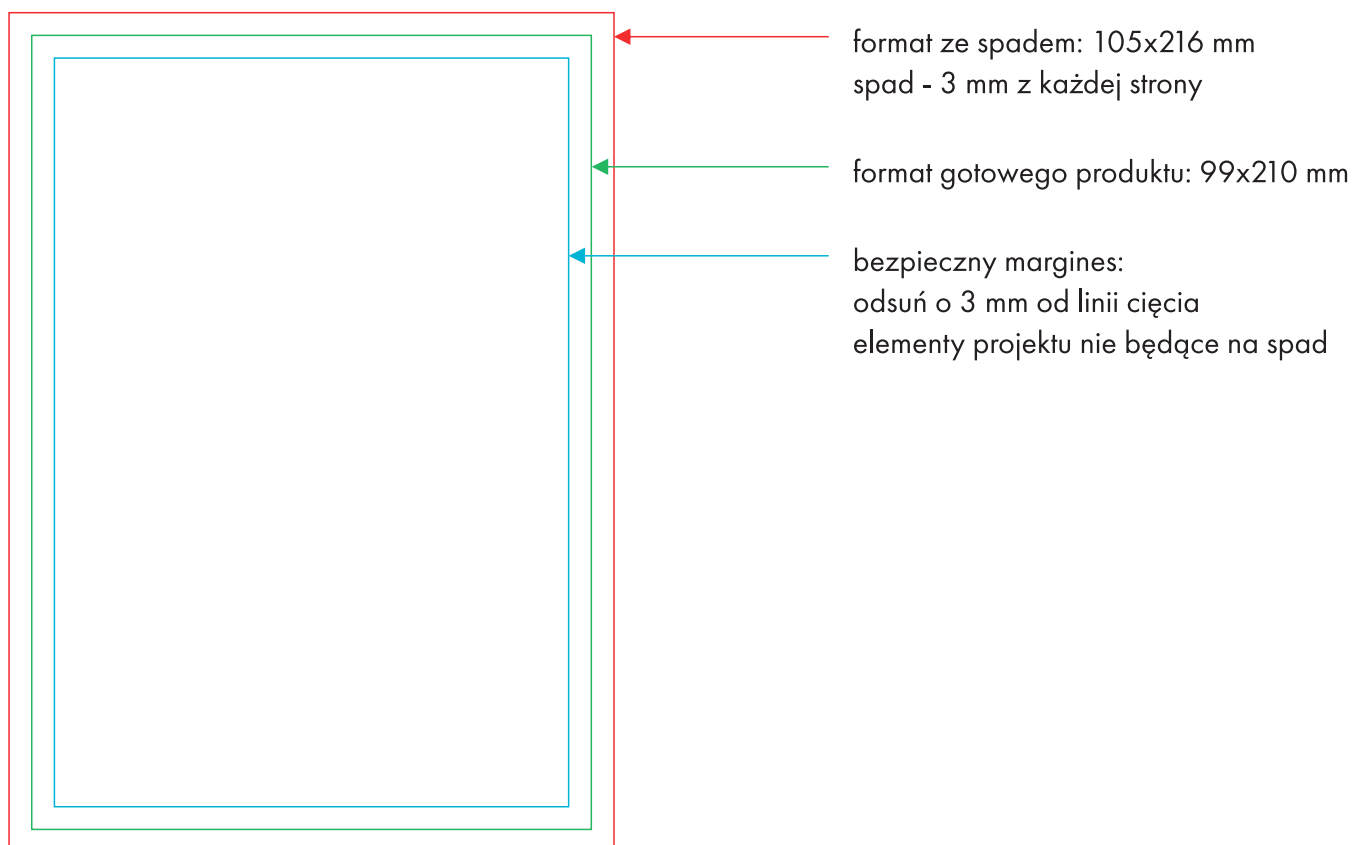 format ze spadem: 105x216 mm
spad - 3 mm z każdej strony
format gotowego produktu: 99x210 mm
bezpieczny margines:
odsuń o 3 mm od linii cięcia
elementy projektu nie będące na spad